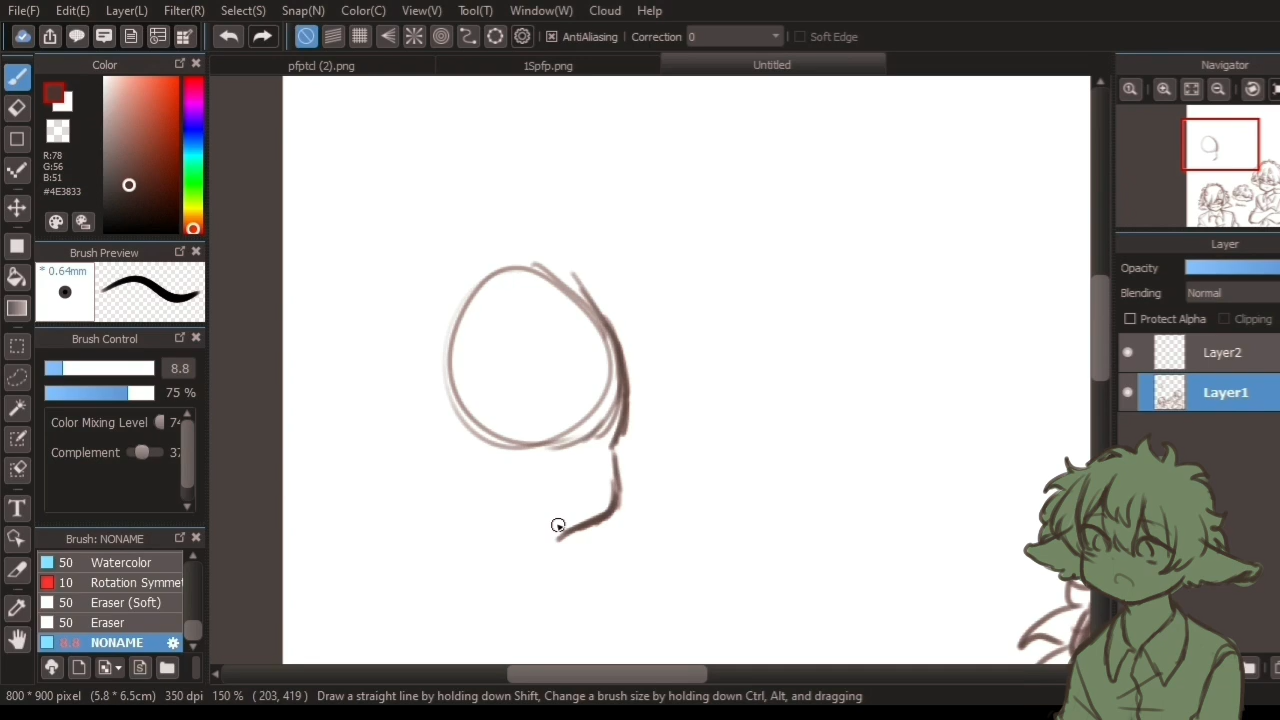 File(F) Edit(E) Layer(L) Filter(R) Select(S) Snap(N) Color(C) View(V) Tool(T) Window(W) Cloud Help
AntiAliasing Correction 0 Soft Edge
Color
pfptcl (2).png
1Spfp.png
Untitled
Navigator
R:78
G:56
B:51
#4E3833
Brush Preview
* 0.64mm
Brush Control
8.8
75 %
Color Mixing Level 74
Complement 37
Brush: NONAME
50 Watercolor
10 Rotation Symmet
50 Eraser (Soft)
50 Eraser
8.8 NONAME
Layer
Opacity
Blending Normal
Protect Alpha Clipping
Layer2
Layer1
800 * 900 pixel (5.8 * 6.5cm) 350 dpi 150 % ( 203, 419 ) Draw a straight line by holding down Shift, Change a brush size by holding down Ctrl, Alt, and dragging